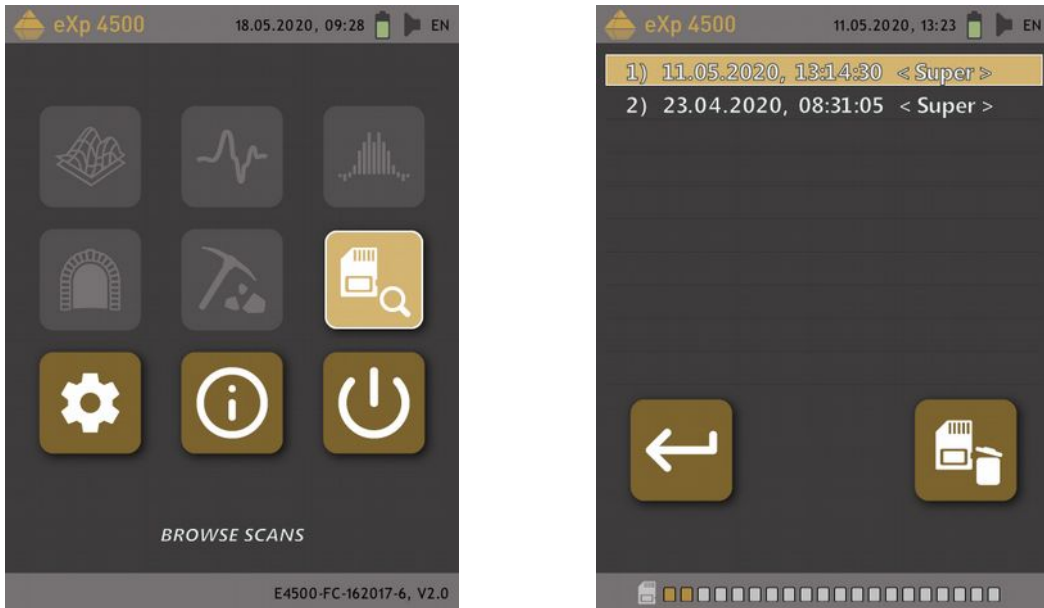 eXp 4500 18.05.2020, 09:28 EN
BROWSE SCANS
E4500-FC-162017-6, V2.0
eXp 4500 11.05.2020, 13:23 EN
1) 11.05.2020, 13:14:30 < Super >
2) 23.04.2020, 08:31:05 < Super >